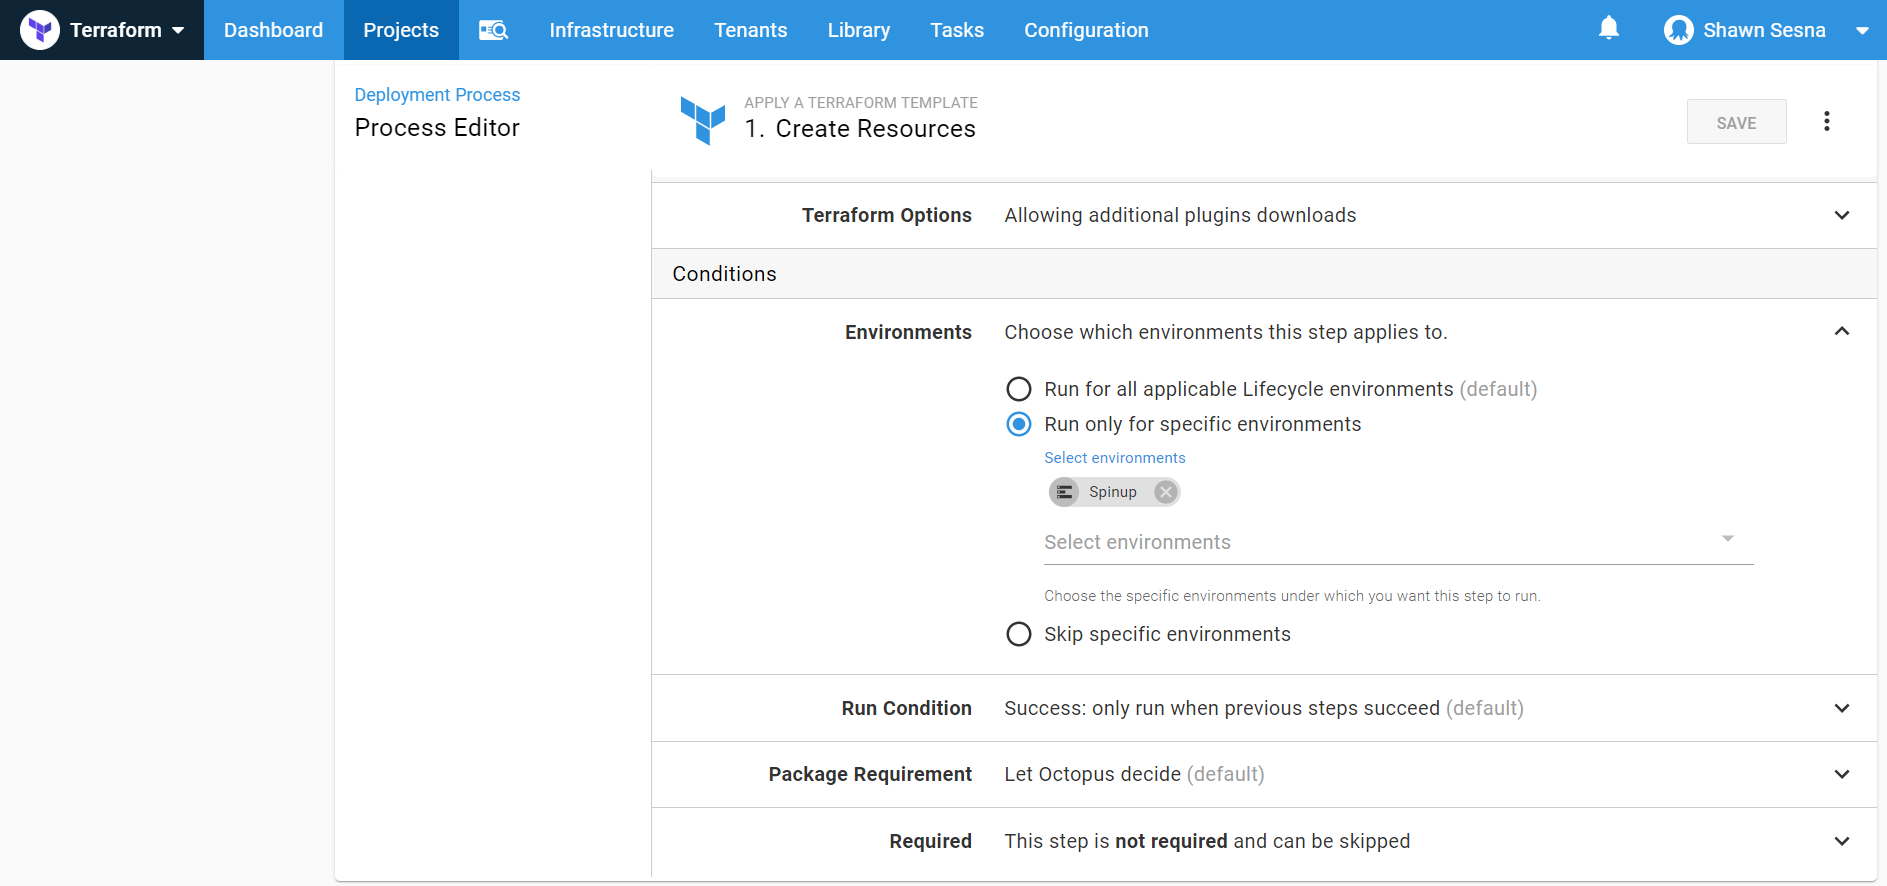 Terraform Dashboard Projects Infrastructure Tenants Library Tasks Configuration Shawn Sesna
Deployment Process
Process Editor
APPLY A TERRAFORM TEMPLATE
1. Create Resources
SAVE
Terraform Options Allowing additional plugins downloads
Conditions
Environments Choose which environments this step applies to.
Run for all applicable Lifecycle environments (default)
Run only for specific environments
Select environments
Spinup
Select environments
Choose the specific environments under which you want this step to run.
Skip specific environments
Run Condition Success: only run when previous steps succeed (default)
Package Requirement Let Octopus decide (default)
Required This step is not required and can be skipped